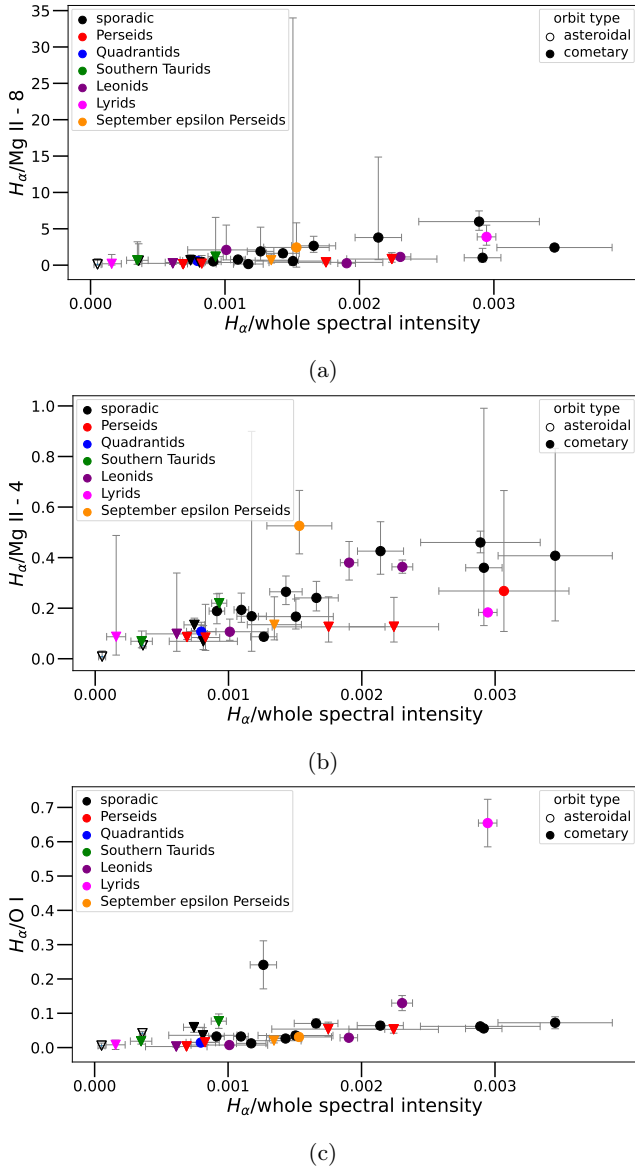 35
30
25
20
15
10
5
0
Hα/Mg II - 8
sporadic
Perseids
Quadrantids
Southern Taurids
Leonids
Lyrids
September epsilon Perseids
orbit type
asteroidal
cometary
0.000 0.001 0.002 0.003
Hα/whole spectral intensity
(a)
1.0
0.8
0.6
0.4
0.2
0.0
Hα/Mg II - 4
sporadic
Perseids
Quadrantids
Southern Taurids
Leonids
Lyrids
September epsilon Perseids
orbit type
asteroidal
cometary
0.000 0.001 0.002 0.003
Hα/whole spectral intensity
(b)
0.7
0.6
0.5
0.4
0.3
0.2
0.1
0.0
Hα/O I
sporadic
Perseids
Quadrantids
Southern Taurids
Leonids
Lyrids
September epsilon Perseids
orbit type
asteroidal
cometary
0.000 0.001 0.002 0.003
Hα/whole spectral intensity
(c)